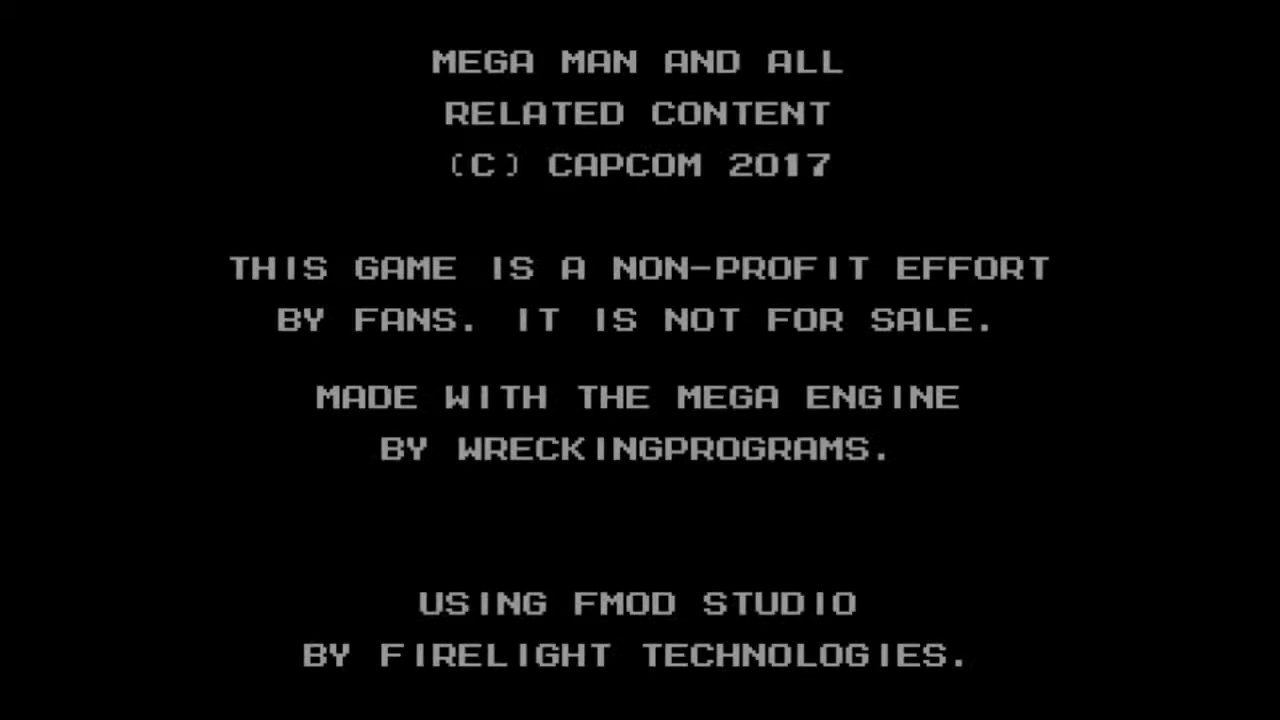 MEGA MAN AND ALL
RELATED CONTENT
(C) CAPCOM 2017
THIS GAME IS A NON-PROFIT EFFORT
BY FANS. IT IS NOT FOR SALE.
MADE WITH THE MEGA ENGINE
BY WRECKINGPROGRAMS.
USING FMOD STUDIO
BY FIRELIGHT TECHNOLOGIES.